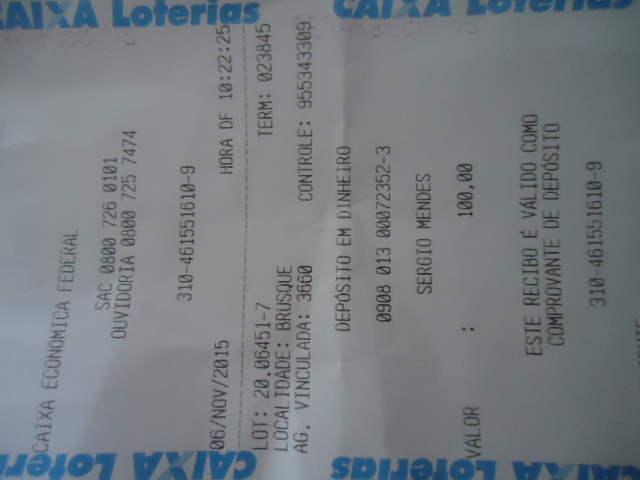 CAIXA Loterias
CAIXA Loterias
CAIXA ECONOMICA FEDERAL
SAC 0800 726 0101
OUVIDORIA 0800 725 7474
310-461551610-9
06/NOV/2015 HORA DF 10:22:25
LOT: 20.06451-7 TERM: 023845
LOCALIDADE: BRUSQUE
AG. VINCULADA: 3660 CONTROLE: 955343309
DEPÓSITO EM DINHEIRO
0908 013 00072352-3
SERGIO MENDES
VALOR : 100,00
ESTE RECIBO É VÁLIDO COMO
COMPROVANTE DE DEPÓSITO
310-461551610-9
CAIXA Loterias
CAIXA Loterias